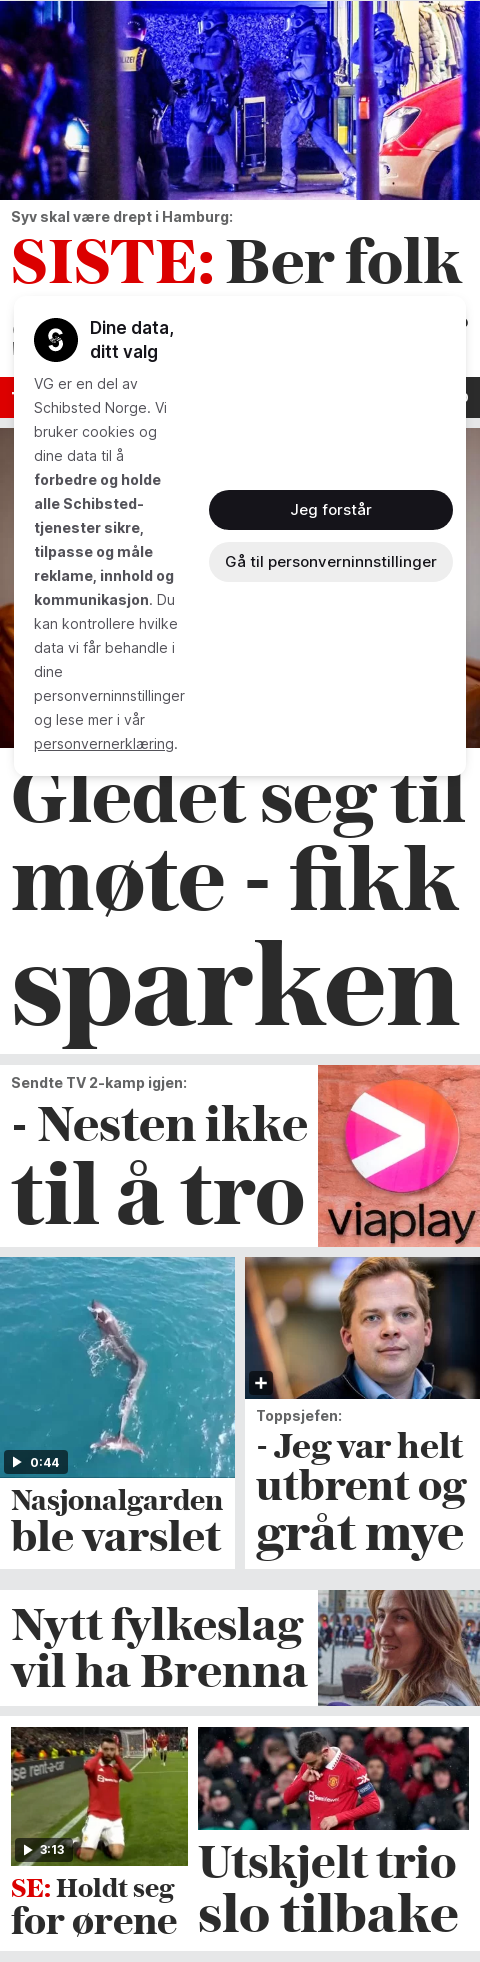 POLIZEI
Syv skal være drept i Hamburg:
SISTE: Ber folk
Dine data,
ditt valg
VG er en del av
Schibsted Norge. Vi
bruker cookies og
dine data til å
forbedre og holde
alle Schibsted-
tjenester sikre,
tilpasse og måle
reklame, innhold og
kommunikasjon. Du
kan kontrollere hvilke
data vi får behandle i
dine
personverninnstillinger
og lese mer i vår
personvernerklæring.
Jeg forstår
Gå til personverninnstillinger
Gledet seg til
møte - fikk
sparken
Sendte TV 2-kamp igjen:
- Nesten ikke
til å tro
viaplay
0:44
Nasjonalgarden
ble varslet
Toppsjefen:
- Jeg var helt
utbrent og
gråt mye
Nytt fylkeslag
vil ha Brenna
se rent-a-car
3:13
SE: Holdt seg
for ørene
Utskjelt trio
slo tilbake